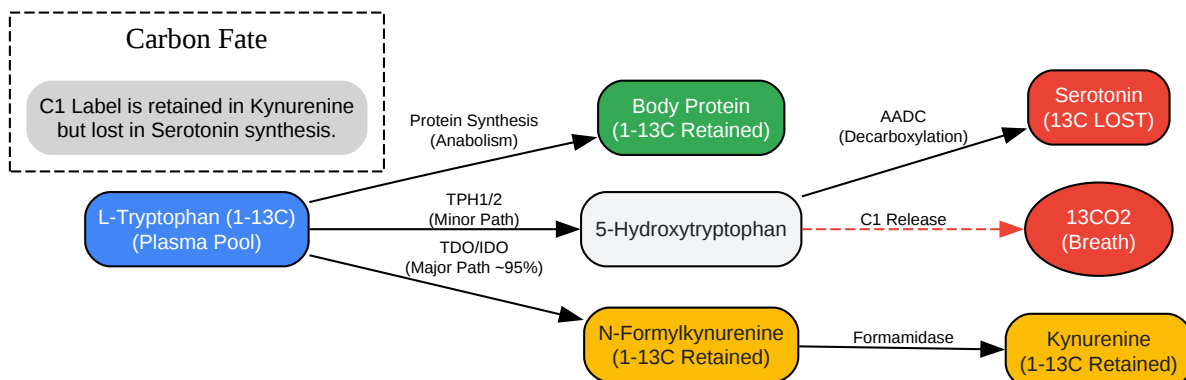 Carbon Fate
C1 Label is retained in Kynurenine
but lost in Serotonin synthesis.
L-Tryptophan (1-13C)
(Plasma Pool)
Protein Synthesis
(Anabolism)
TPH1/2
(Minor Path)
TDO/IDO
(Major Path ~95%)
Body Protein
(1-13C Retained)
5-Hydroxytryptophan
N-Formylkynurenine
(1-13C Retained)
AADC
(Decarboxylation)
C1 Release
Formamidase
Serotonin
(13C LOST)
13CO2
(Breath)
Kynurenine
(1-13C Retained)